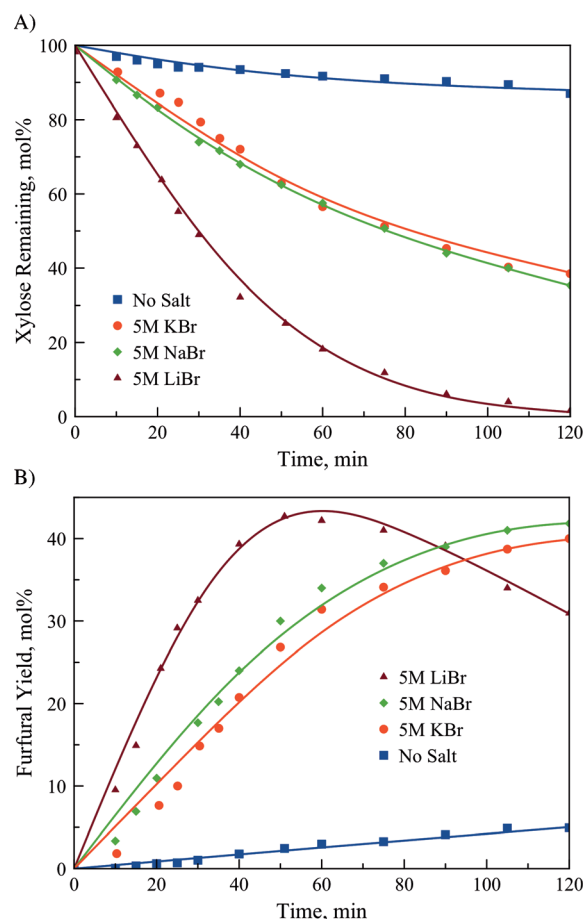 A)
100
80
60
40
20
0
Xylose Remaining, mol%
No Salt
5M KBr
5M NaBr
5M LiBr
0 20 40 60 80 100 120
Time, min
B)
40
30
20
10
0
Furfural Yield, mol%
5M LiBr
5M NaBr
5M KBr
No Salt
0 20 40 60 80 100 120
Time, min